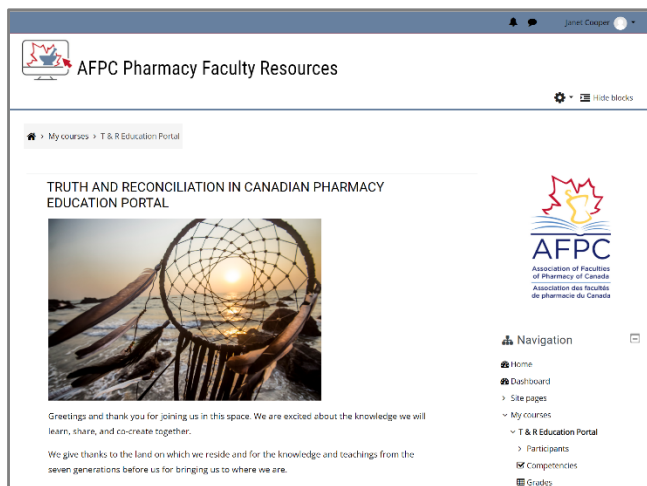 Janet Cooper
AFPC Pharmacy Faculty Resources
Hide blocks
My courses > T & R Education Portal
TRUTH AND RECONCILIATION IN CANADIAN PHARMACY
EDUCATION PORTAL
Greetings and thank you for joining us in this space. We are excited about the knowledge we will
learn, share, and co-create together.
We give thanks to the land on which we reside and for the knowledge and teachings from the
seven generations before us for bringing us to where we are.
AFPC
Association of Faculties
of Pharmacy of Canada
Association des facultés
de pharmacie du Canada
Navigation
Home
Dashboard
Site pages
My courses
T & R Education Portal
Participants
Competencies
Grades